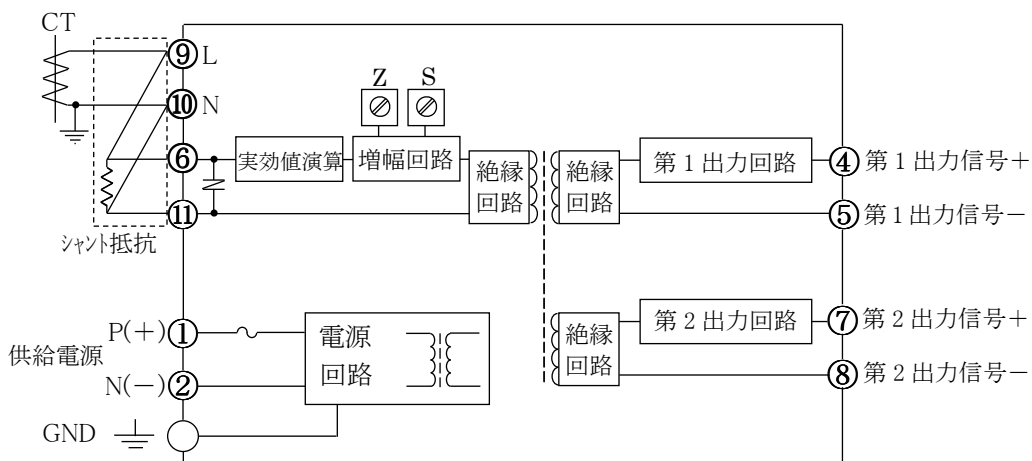 CT
⑨ L
⑩ N
Z S
⑥ 実効値演算 増幅回路
絶縁
回路
絶縁
回路
第1出力回路 ④ 第1出力信号+
⑪
⑤ 第1出力信号-
シャント抵抗
P(+) ①
供給電源
N(-) ②
GND
電源
回路
絶縁
回路
第2出力回路 ⑦ 第2出力信号+
⑧ 第2出力信号-